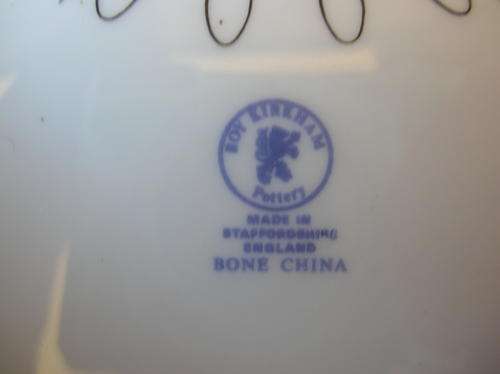 ROY KIRKHAM
Pottery
MADE IN
STAFFORDSHIRE
ENGLAND
BONE CHINA